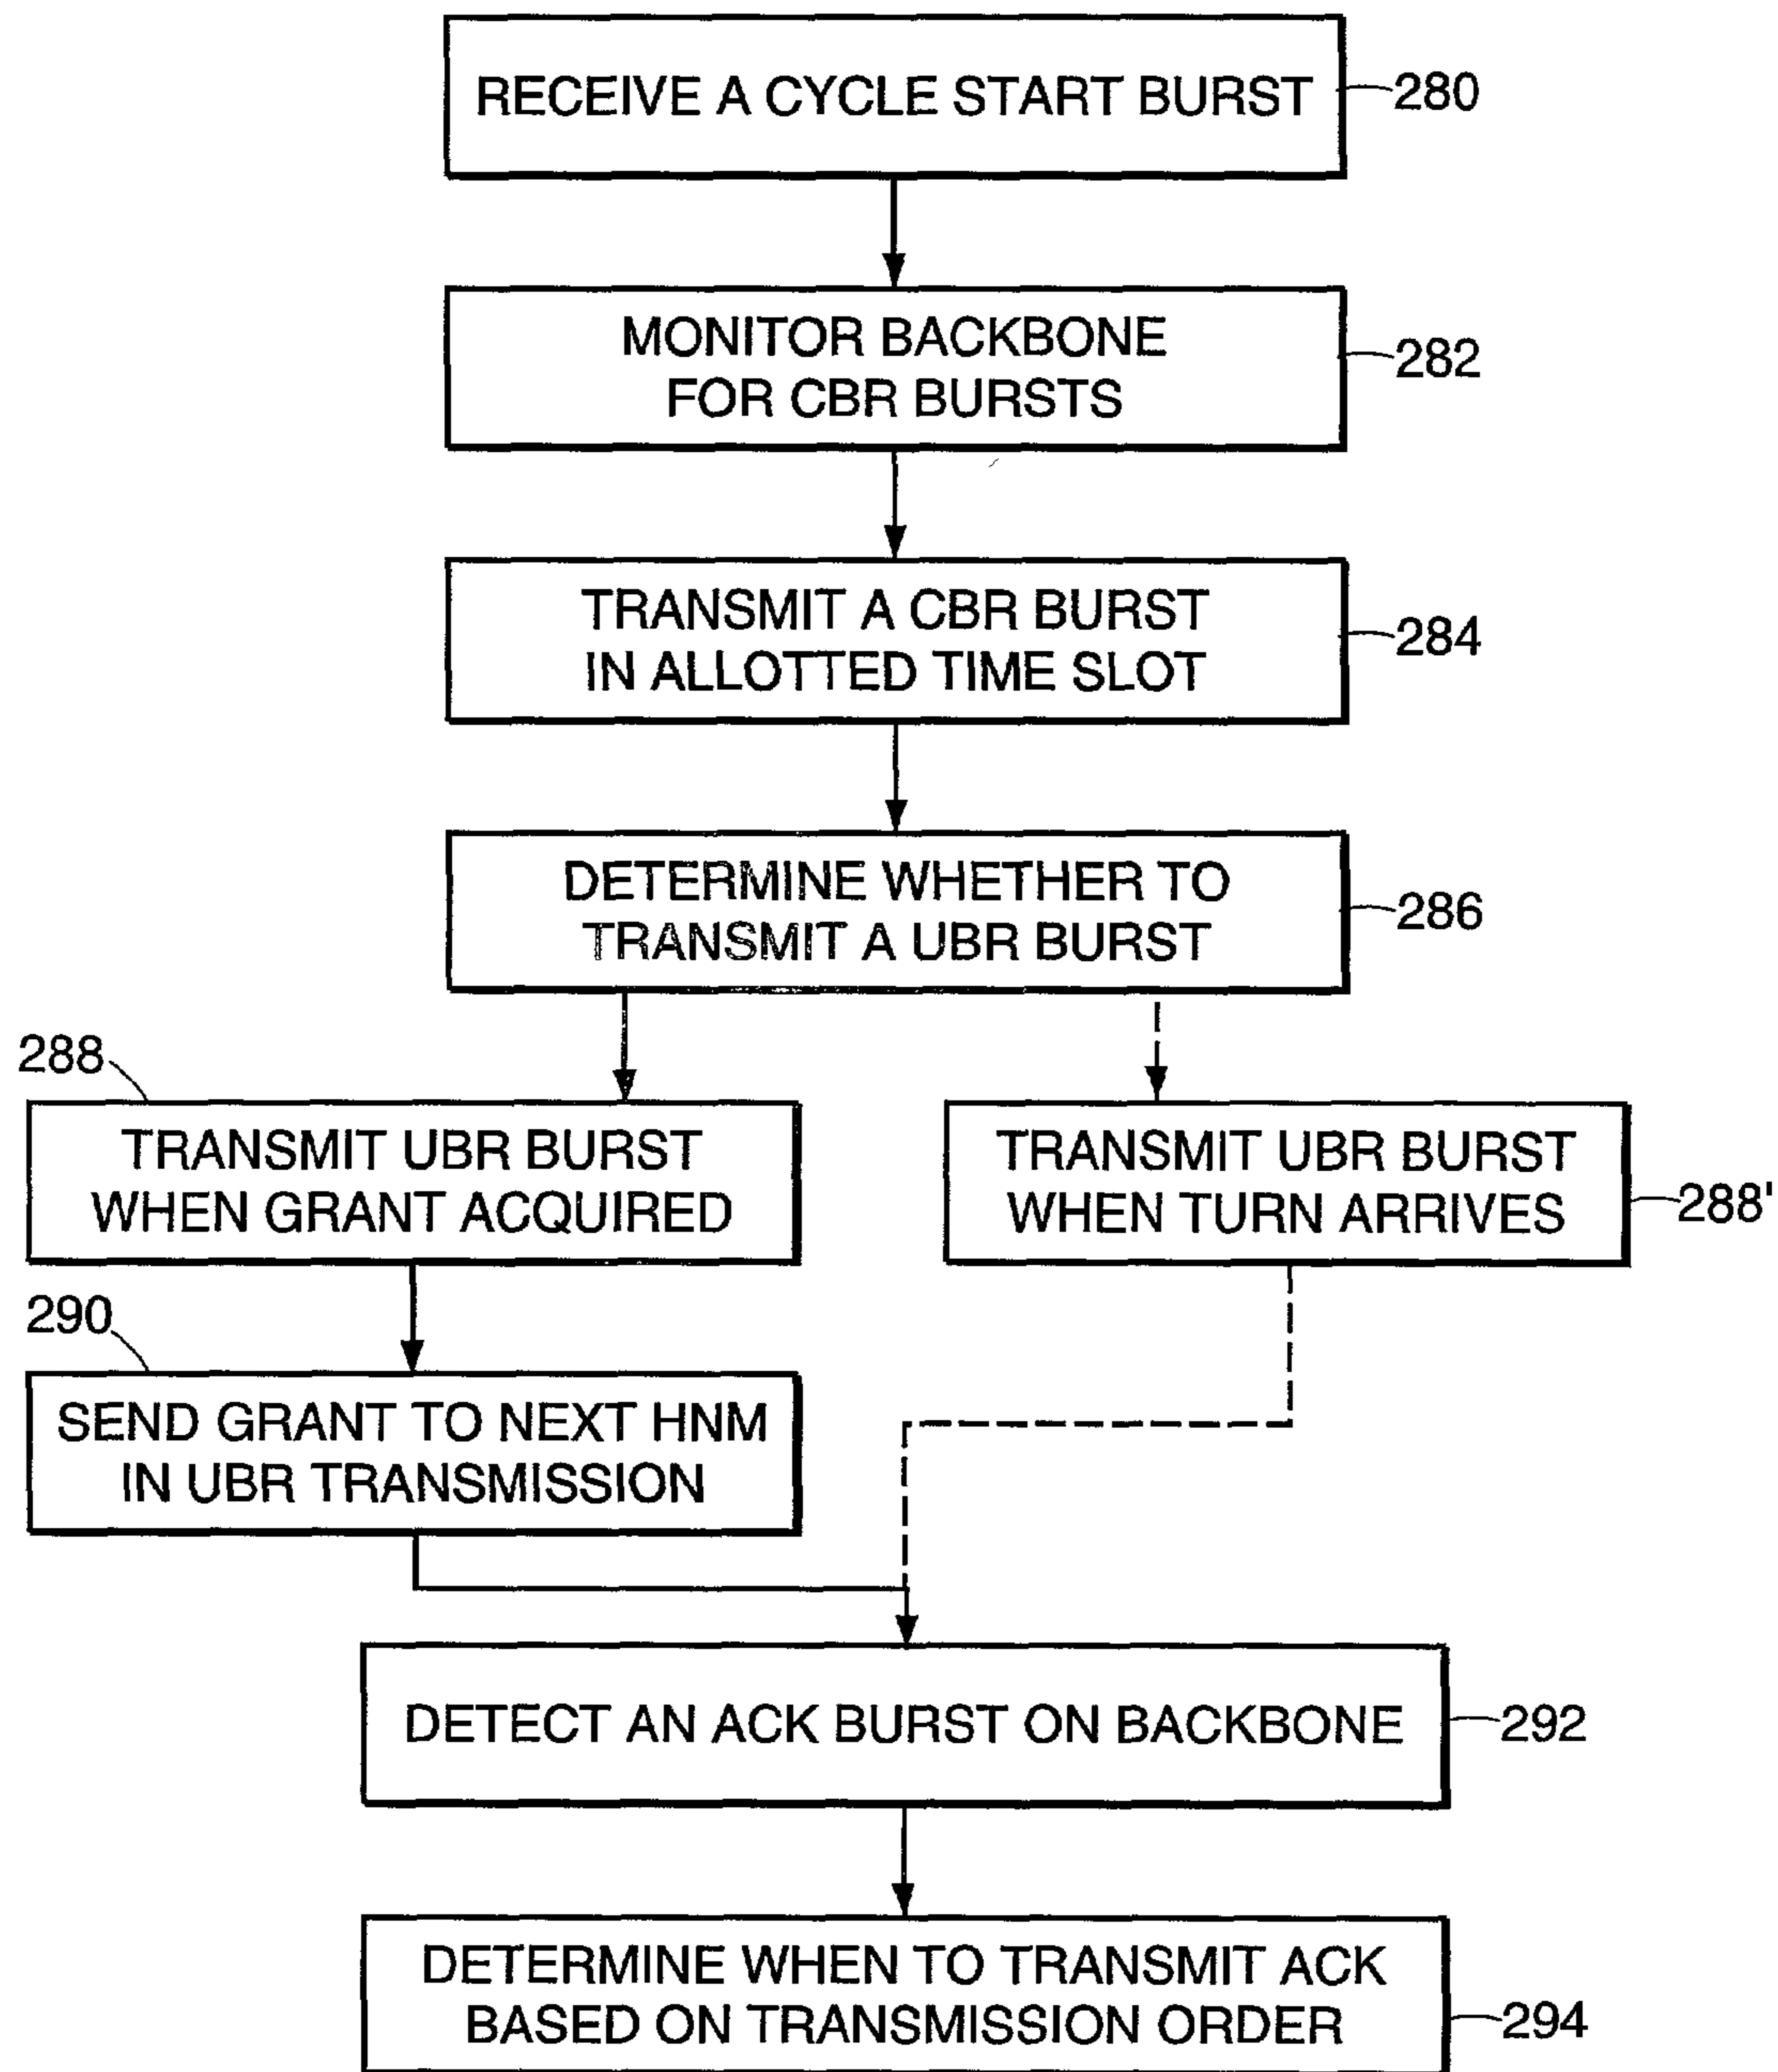 RECEIVE A CYCLE START BURST
280
MONITOR BACKBONE
FOR CBR BURSTS
282
TRANSMIT A CBR BURST
IN ALLOTTED TIME SLOT
284
DETERMINE WHETHER TO
TRANSMIT A UBR BURST
286
288
TRANSMIT UBR BURST
WHEN GRANT ACQUIRED
TRANSMIT UBR BURST
WHEN TURN ARRIVES
288'
290
SEND GRANT TO NEXT HNM
IN UBR TRANSMISSION
DETECT AN ACK BURST ON BACKBONE
292
DETERMINE WHEN TO TRANSMIT ACK
BASED ON TRANSMISSION ORDER
294